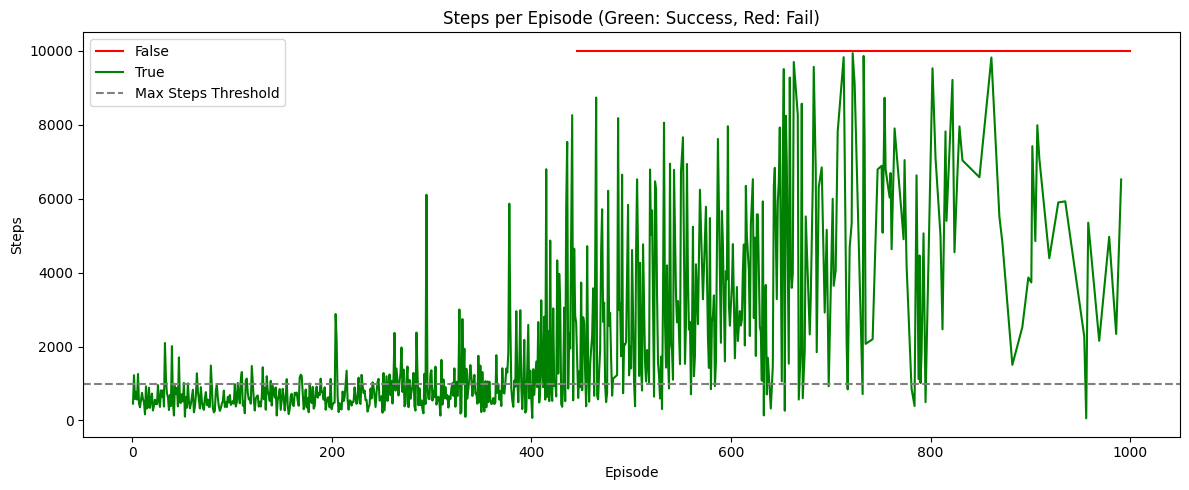 Steps per Episode (Green: Success, Red: Fail)
False
True
Max Steps Threshold
10000
8000
6000
4000
2000
0
Steps
0 200 400 600 800 1000
Episode